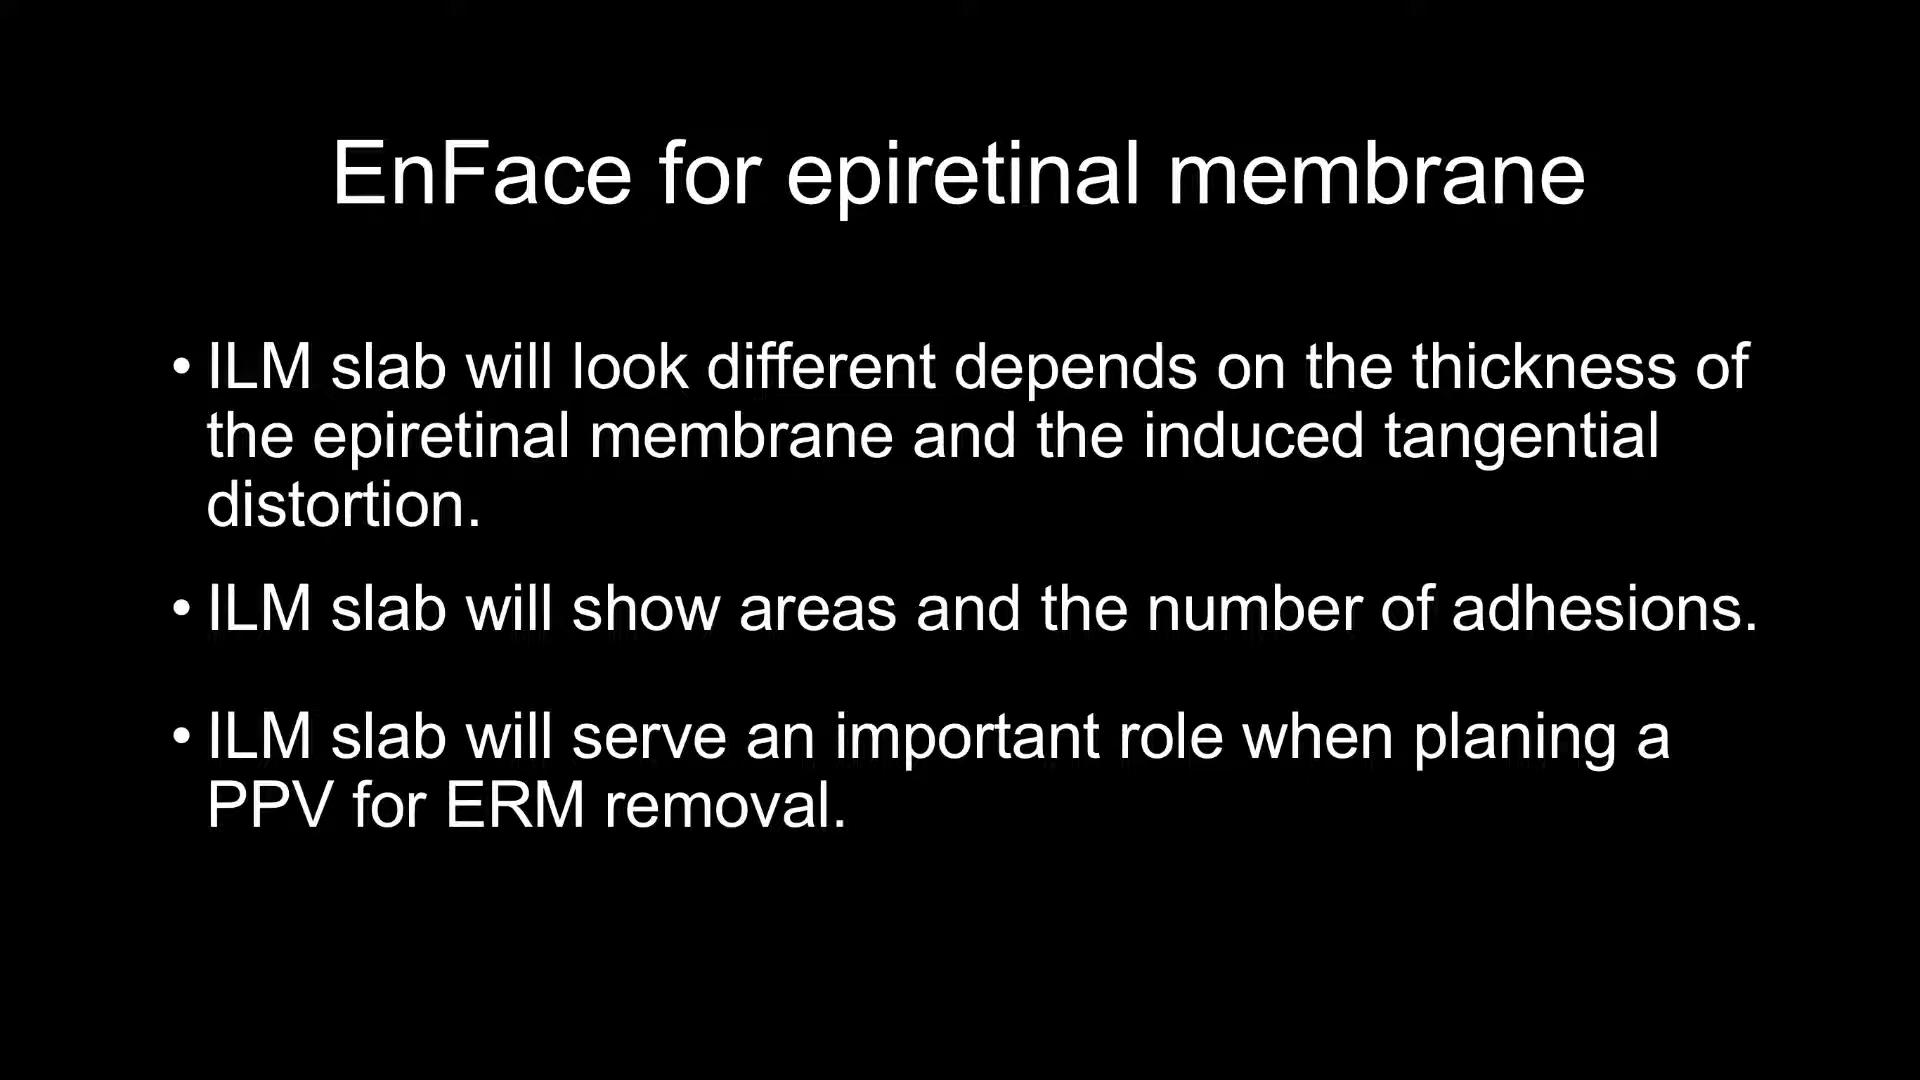 EnFace for epiretinal membrane
• ILM slab will look different depends on the thickness of
the epiretinal membrane and the induced tangential
distortion.
• ILM slab will show areas and the number of adhesions.
• ILM slab will serve an important role when planing a
PPV for ERM removal.